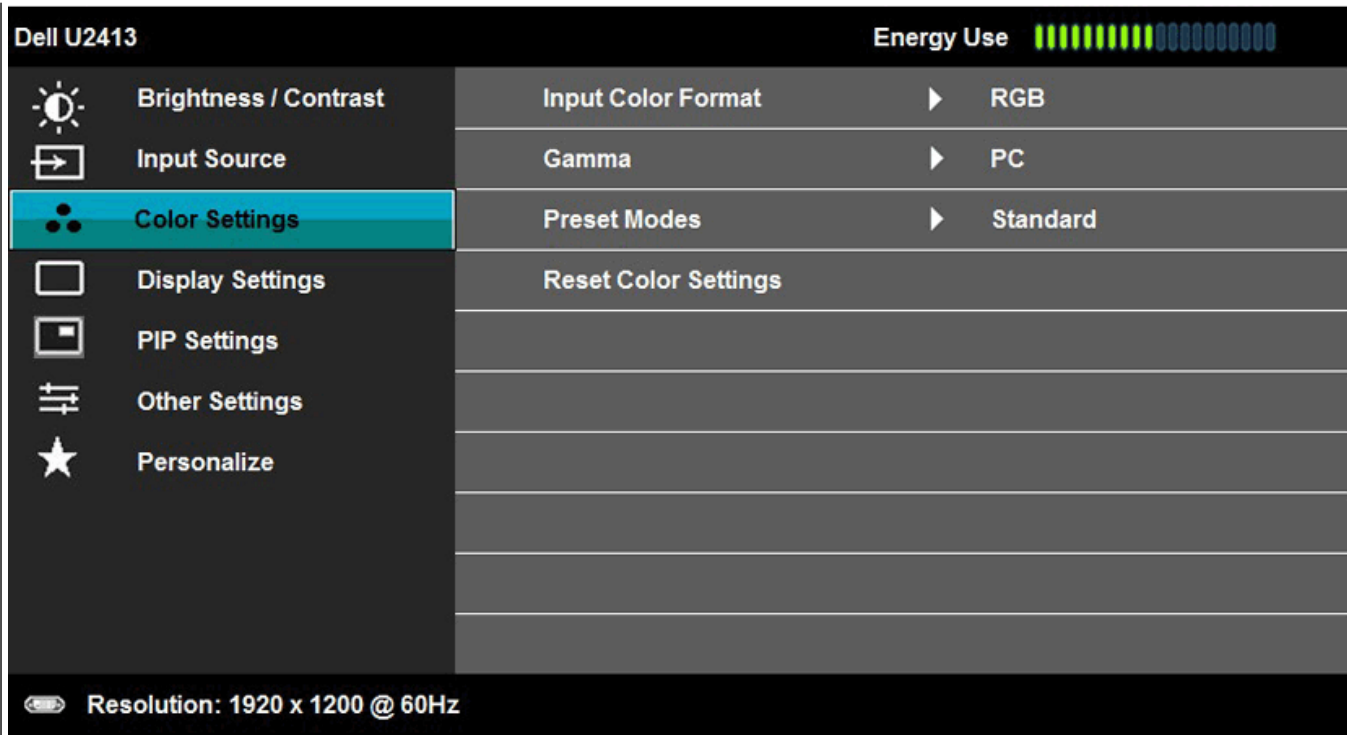 Dell U2413 Energy Use
Brightness / Contrast Input Color Format RGB
Input Source Gamma PC
Color Settings Preset Modes Standard
Display Settings Reset Color Settings
PIP Settings
Other Settings
Personalize
Resolution: 1920 x 1200 @ 60Hz